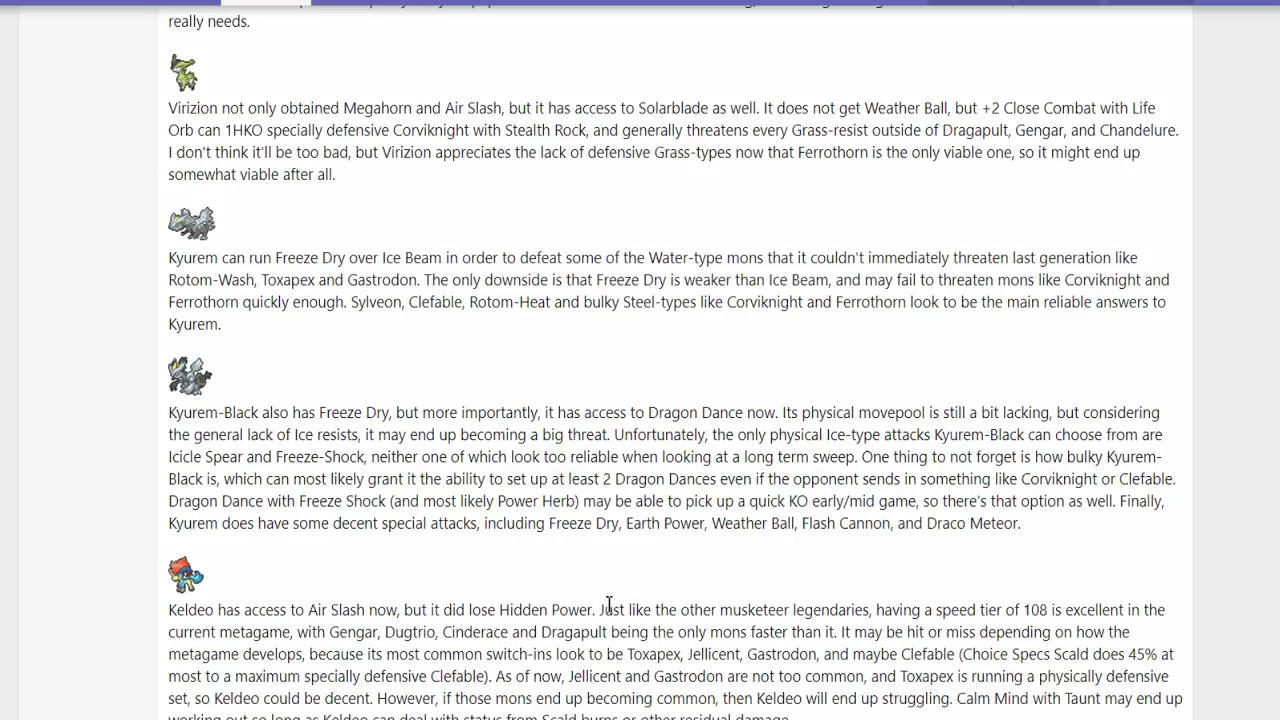 really needs.
Virizion not only obtained Megahorn and Air Slash, but it has access to Solarblade as well. It does not get Weather Ball, but +2 Close Combat with Life
Orb can 1HKO specially defensive Corviknight with Stealth Rock, and generally threatens every Grass-resist outside of Dragapult, Gengar, and Chandelure.
I don't think it'll be too bad, but Virizion appreciates the lack of defensive Grass-types now that Ferrothorn is the only viable one, so it might end up
somewhat viable after all.
Kyurem can run Freeze Dry over Ice Beam in order to defeat some of the Water-type mons that it couldn't immediately threaten last generation like
Rotom-Wash, Toxapex and Gastrodon. The only downside is that Freeze Dry is weaker than Ice Beam, and may fail to threaten mons like Corviknight and
Ferrothorn quickly enough. Sylveon, Clefable, Rotom-Heat and bulky Steel-types like Corviknight and Ferrothorn look to be the main reliable answers to
Kyurem.
Kyurem-Black also has Freeze Dry, but more importantly, it has access to Dragon Dance now. Its physical movepool is still a bit lacking, but considering
the general lack of Ice resists, it may end up becoming a big threat. Unfortunately, the only physical Ice-type attacks Kyurem-Black can choose from are
Icicle Spear and Freeze-Shock, neither one of which look too reliable when looking at a long term sweep. One thing to not forget is how bulky Kyurem-
Black is, which can most likely grant it the ability to set up at least 2 Dragon Dances even if the opponent sends in something like Corviknight or Clefable.
Dragon Dance with Freeze Shock (and most likely Power Herb) may be able to pick up a quick KO early/mid game, so there's that option as well. Finally,
Kyurem does have some decent special attacks, including Freeze Dry, Earth Power, Weather Ball, Flash Cannon, and Draco Meteor.
Keldeo has access to Air Slash now, but it did lose Hidden Power. Just like the other musketeer legendaries, having a speed tier of 108 is excellent in the
current metagame, with Gengar, Dugtrio, Cinderace and Dragapult being the only mons faster than it. It may be hit or miss depending on how the
metagame develops, because its most common switch-ins look to be Toxapex, Jellicent, Gastrodon, and maybe Clefable (Choice Specs Scald does 45% at
most to a maximum specially defensive Clefable). As of now, Jellicent and Gastrodon are not too common, and Toxapex is running a physically defensive
set, so Keldeo could be decent. However, if those mons end up becoming common, then Keldeo will end up struggling. Calm Mind with Taunt may end up
working out so long as Keldeo can deal with status from Scald burns or other residual damage.